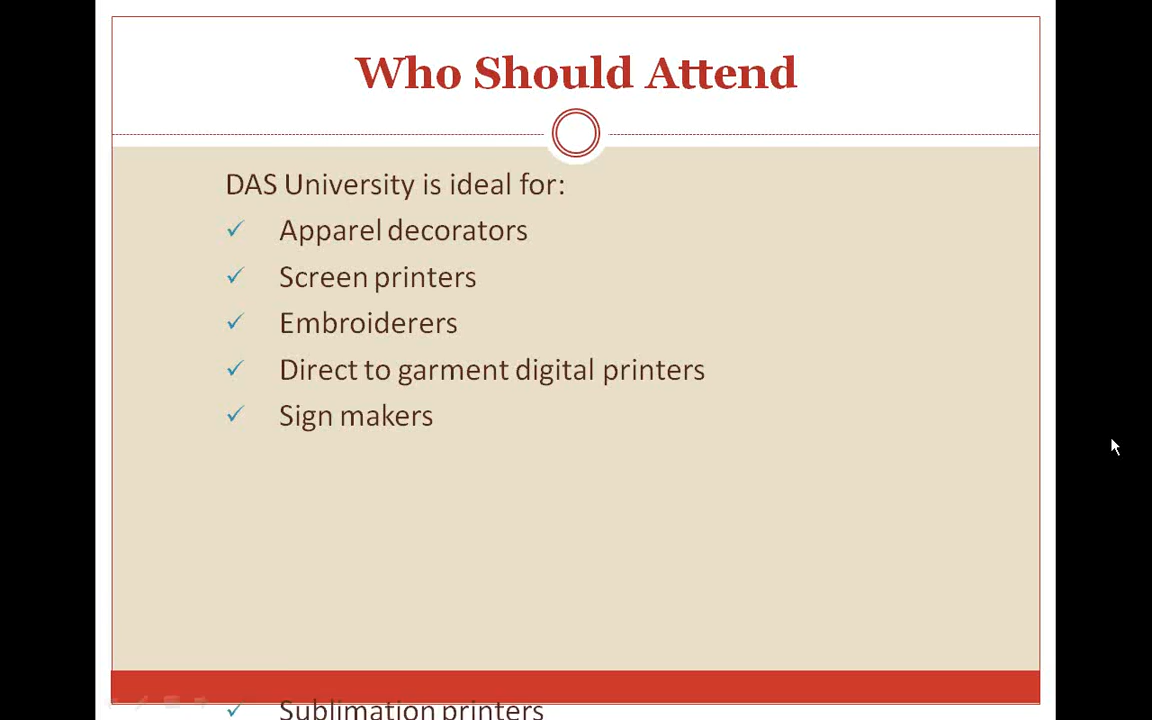 Who Should Attend
DAS University is ideal for:
✓ Apparel decorators
✓ Screen printers
✓ Embroiderers
✓ Direct to garment digital printers
✓ Sign makers
✓ Sublimation printers